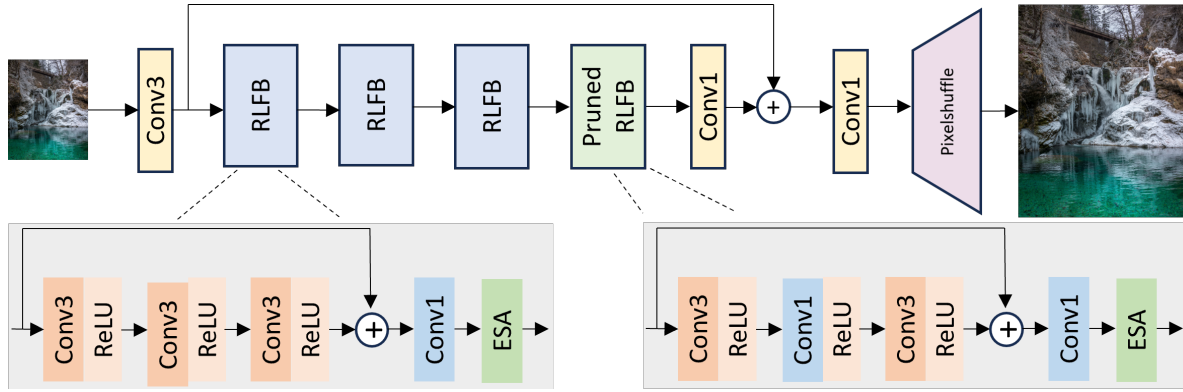 Conv3
RLFB
RLFB
RLFB
Pruned
RLFB
Conv1
+
Conv1
Pixelshuffle
Conv3
ReLU
Conv3
ReLU
Conv3
ReLU
+
Conv1
ESA
Conv3
ReLU
Conv1
ReLU
Conv3
ReLU
+
Conv1
ESA